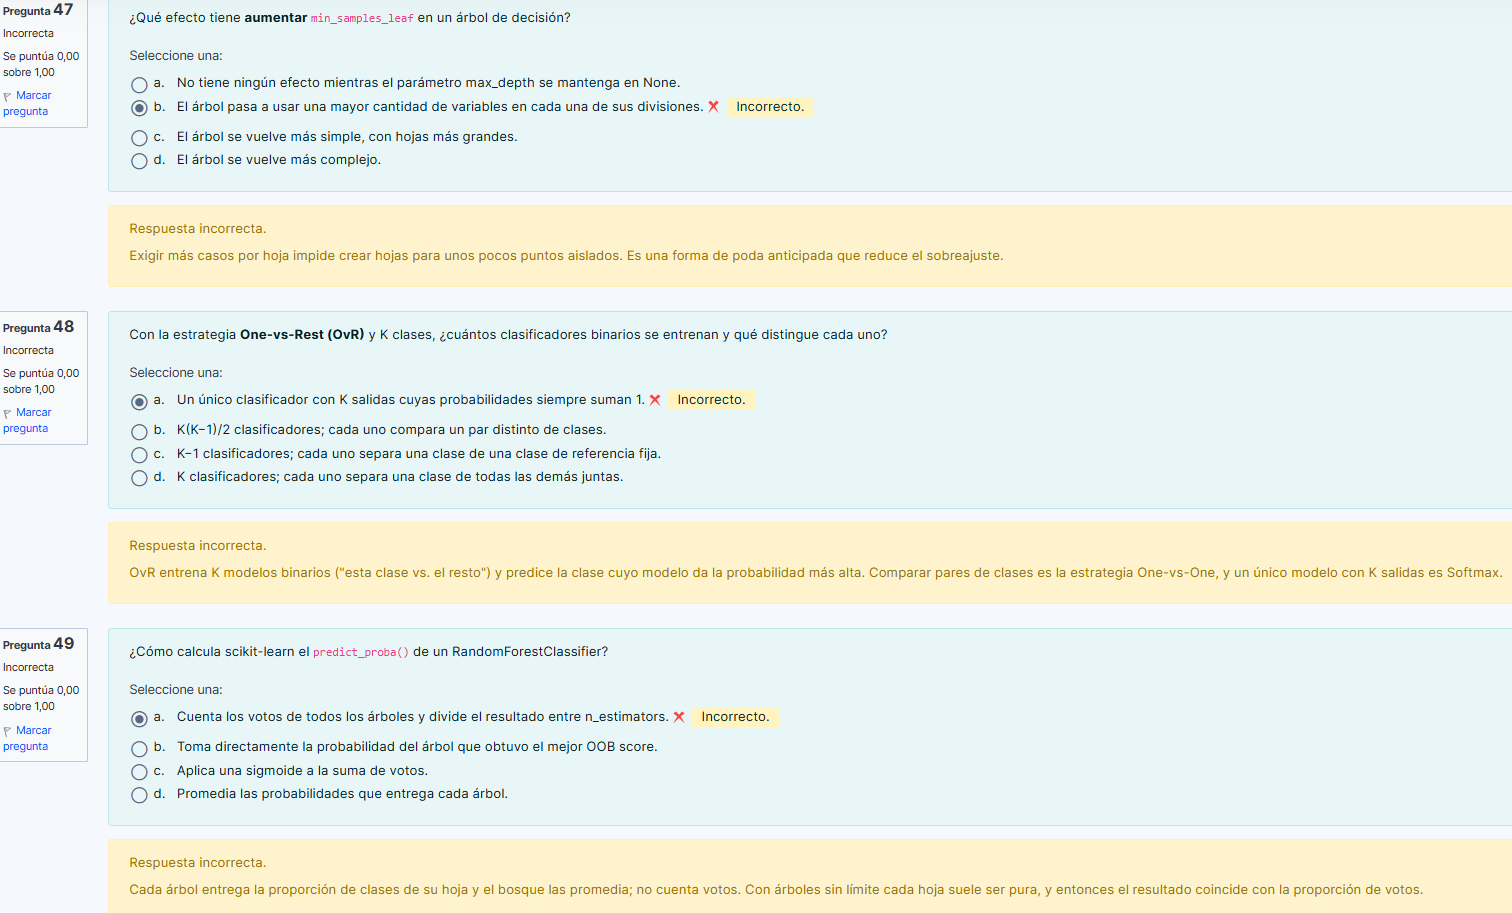 Pregunta 47
Incorrecta
Se puntúa 0,00
sobre 1,00
Marcar
pregunta
¿Qué efecto tiene aumentar min_samples_leaf en un árbol de decisión?
Seleccione una:
a. No tiene ningún efecto mientras el parámetro max_depth se mantenga en None.
b. El árbol pasa a usar una mayor cantidad de variables en cada una de sus divisiones. Incorrecto.
c. El árbol se vuelve más simple, con hojas más grandes.
d. El árbol se vuelve más complejo.
Respuesta incorrecta.
Exigir más casos por hoja impide crear hojas para unos pocos puntos aislados. Es una forma de poda anticipada que reduce el sobreajuste.
Pregunta 48
Incorrecta
Se puntúa 0,00
sobre 1,00
Marcar
pregunta
Con la estrategia One-vs-Rest (OvR) y K clases, ¿cuántos clasificadores binarios se entrenan y qué distingue cada uno?
Seleccione una:
a. Un único clasificador con K salidas cuyas probabilidades siempre suman 1. Incorrecto.
b. K(K−1)/2 clasificadores; cada uno compara un par distinto de clases.
c. K−1 clasificadores; cada uno separa una clase de una clase de referencia fija.
d. K clasificadores; cada uno separa una clase de todas las demás juntas.
Respuesta incorrecta.
OvR entrena K modelos binarios ("esta clase vs. el resto") y predice la clase cuyo modelo da la probabilidad más alta. Comparar pares de clases es la estrategia One-vs-One, y un único modelo con K salidas es Softmax.
Pregunta 49
Incorrecta
Se puntúa 0,00
sobre 1,00
Marcar
pregunta
¿Cómo calcula scikit-learn el predict_proba() de un RandomForestClassifier?
Seleccione una:
a. Cuenta los votos de todos los árboles y divide el resultado entre n_estimators. Incorrecto.
b. Toma directamente la probabilidad del árbol que obtuvo el mejor OOB score.
c. Aplica una sigmoide a la suma de votos.
d. Promedia las probabilidades que entrega cada árbol.
Respuesta incorrecta.
Cada árbol entrega la proporción de clases de su hoja y el bosque las promedia; no cuenta votos. Con árboles sin límite cada hoja suele ser pura, y entonces el resultado coincide con la proporción de votos.